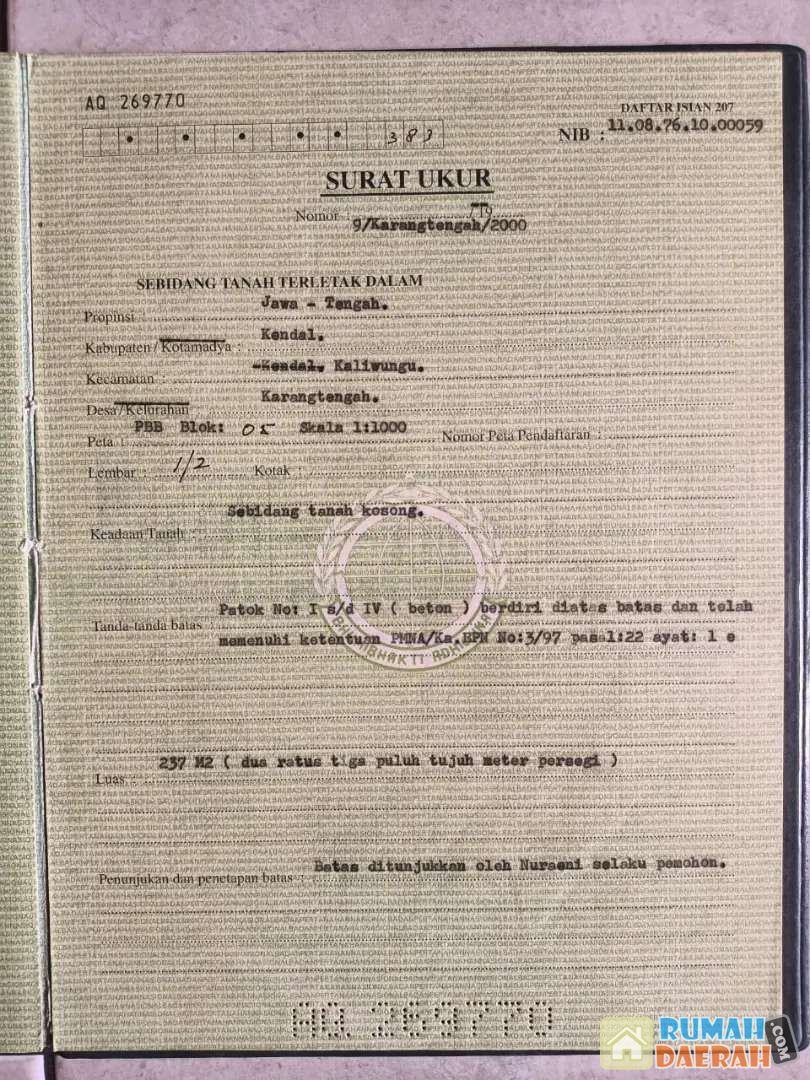 AQ 269770
DAFTAR ISIAN 207
383
NIB : 11.08.76.10.00059
SURAT UKUR
Nomor : /19
9/Karangtengah/2000
SEBIDANG TANAH TERLETAK DALAM
Propinsi : Jawa - Tengah.
Kabupaten / Kotamadya : Kendal.
Kecamatan : Kendal, Kaliwungu.
Desa / Kelurahan Karangtengah.
Peta : PBB Blok: 05 Skala 1:1000 Nomor Peta Pendaftaran :
Lembar : 1/2 Kotak :
Keadaan Tanah : Sebidang tanah kosong.
Tanda-tanda batas : Patok No: I s/d IV ( beton ) berdiri diatas batas dan telah
memenuhi ketentuan PMNA/Ka.BPN No:3/97 pasal:22 ayat: 1 e
BHUMI BHAKTI ADHIGUNA
Luas : 237 M2 ( dua ratus tiga puluh tujuh meter persegi )
Penunjukan dan penetapan batas : Batas ditunjukkan oleh Nuraeni selaku pemohon.
AQ 269770
RUMAH
DAERAH
.COM